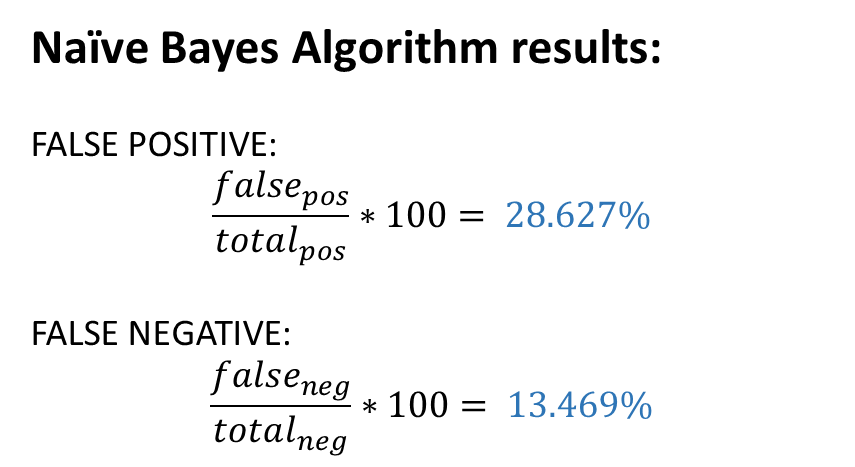 Naïve Bayes Algorithm results:
FALSE POSITIVE:
false_pos / total_pos * 100 = 28.627%
FALSE NEGATIVE:
false_neg / total_neg * 100 = 13.469%